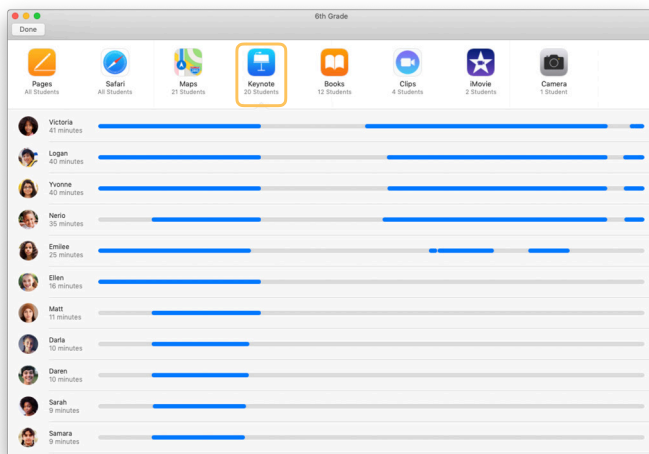 6th Grade
Done
Pages
All Students
Safari
All Students
Maps
21 Students
Keynote
20 Students
Books
12 Students
Clips
4 Students
iMovie
2 Students
Camera
1 Student
Victoria
41 minutes
Logan
40 minutes
Yvonne
40 minutes
Nerio
35 minutes
Emilee
25 minutes
Ellen
16 minutes
Matt
11 minutes
Darla
10 minutes
Daren
10 minutes
Sarah
9 minutes
Samara
9 minutes